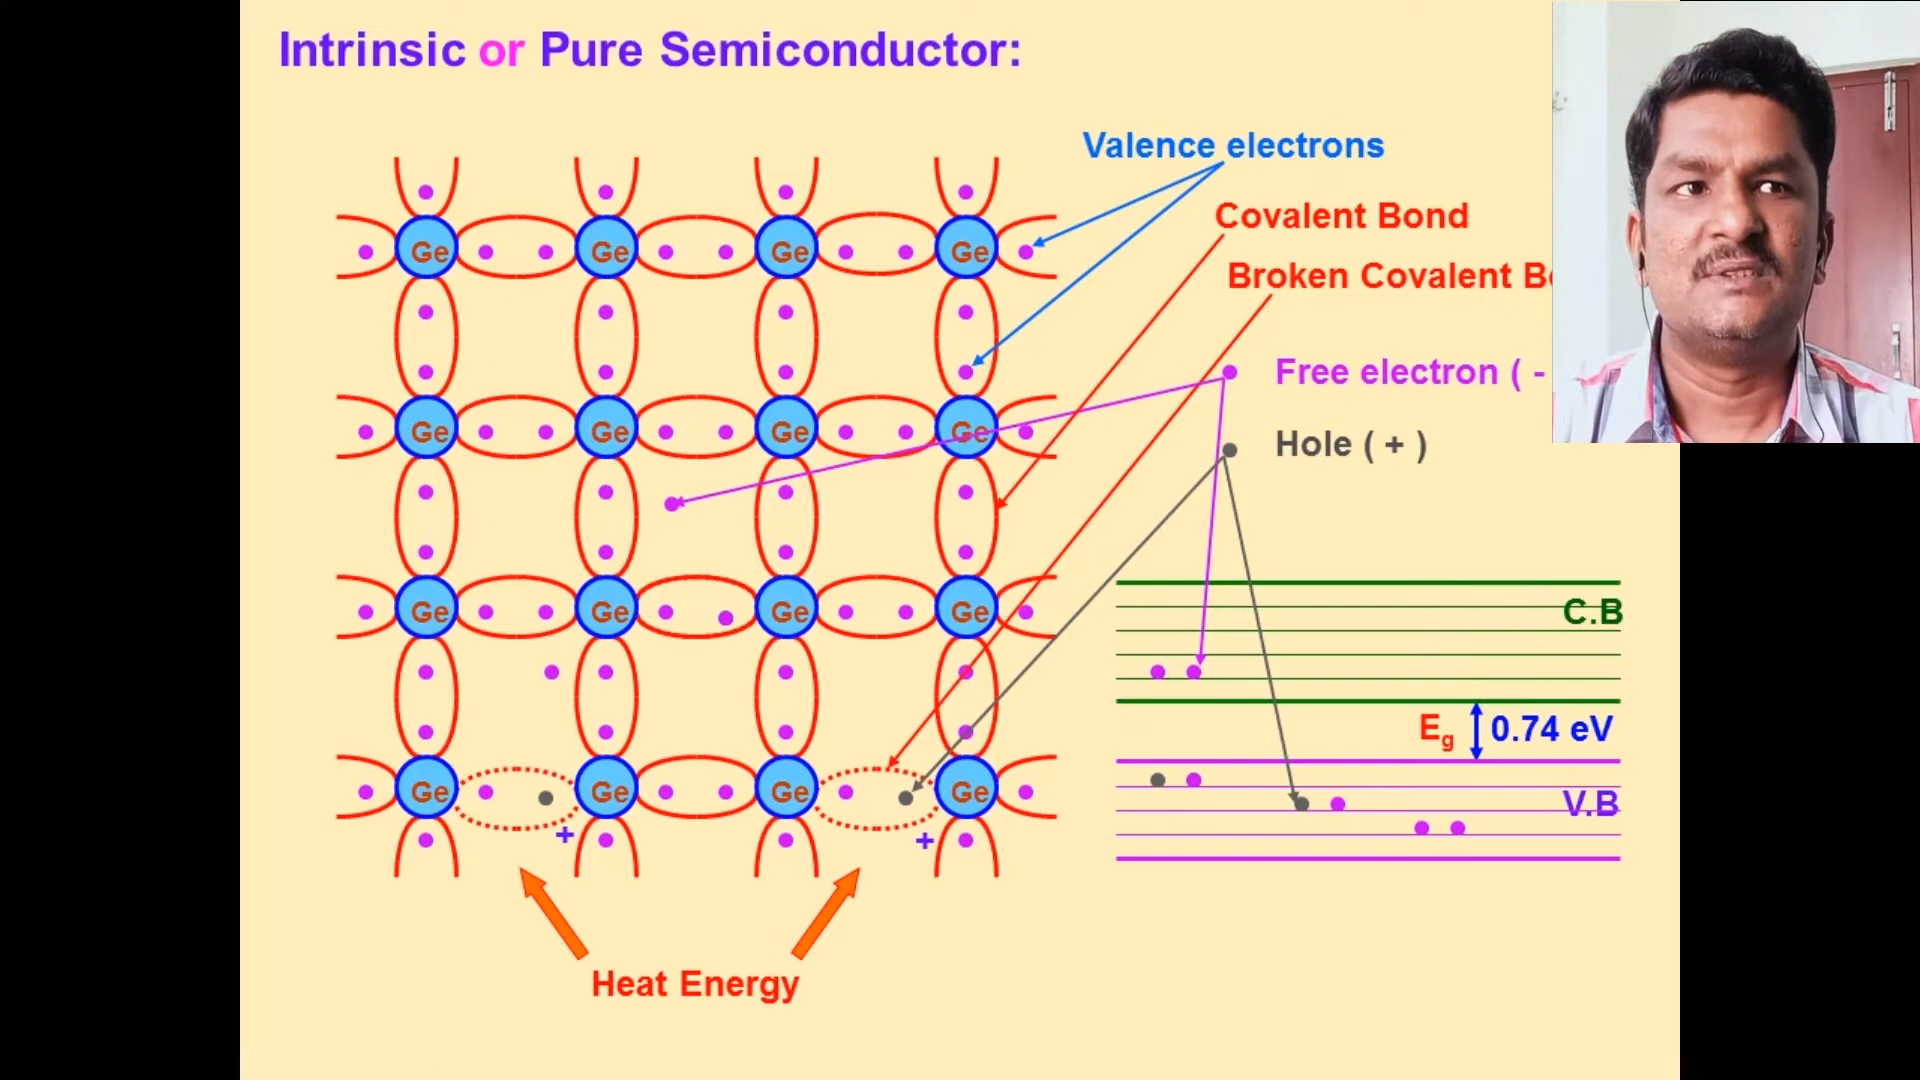 Intrinsic or Pure Semiconductor:
Valence electrons
Covalent Bond
Broken Covalent
Free electron ( -
Hole ( + )
Ge Ge Ge Ge
Ge Ge Ge Ge
Ge Ge Ge Ge
Ge Ge Ge Ge
+ +
C.B
Eg 0.74 eV
V.B
Heat Energy